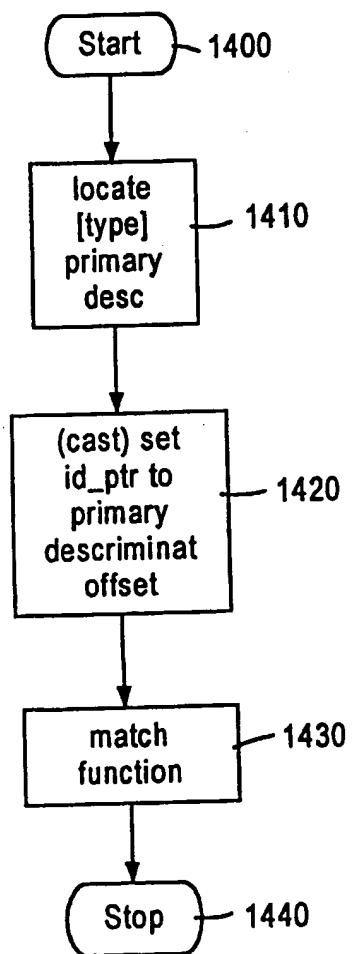 Start 1400
locate
[type] 1410
primary
desc
(cast) set
id_ptr to
primary 1420
descriminat
offset
match 1430
function
Stop 1440